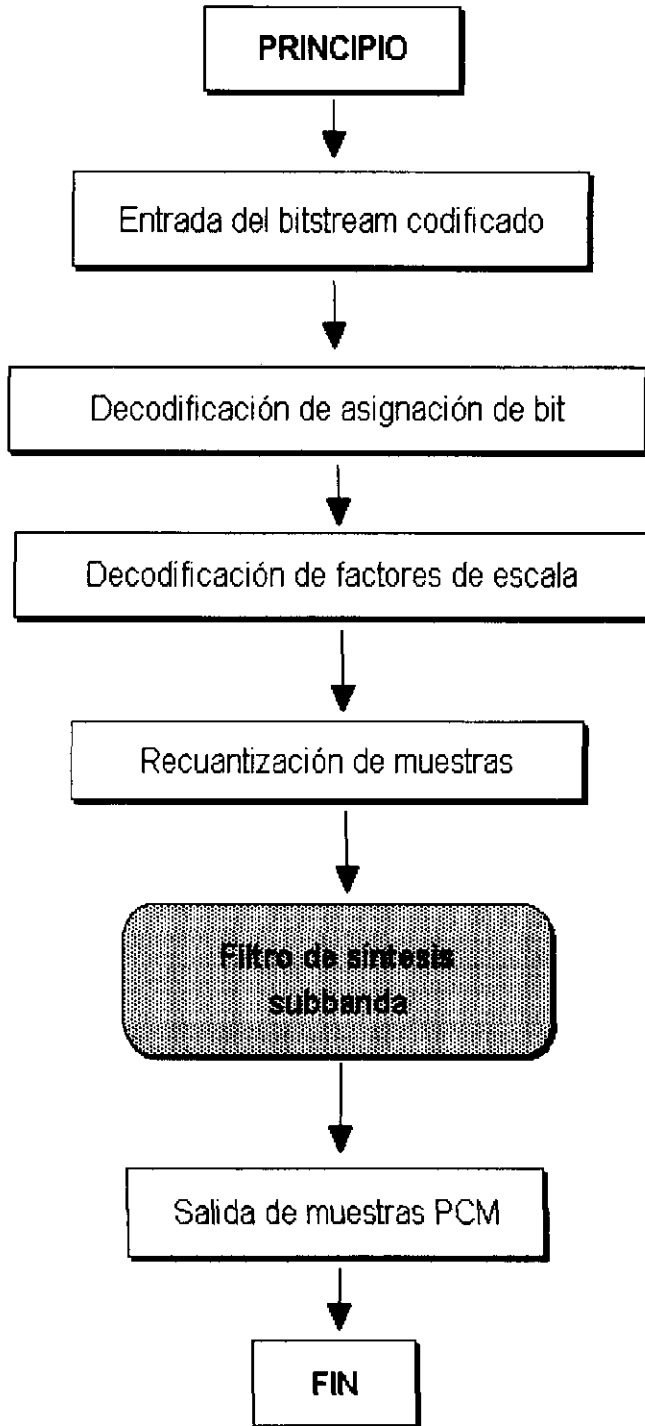 PRINCIPIO
Entrada del bitstream codificado
Decodificación de asignación de bit
Decodificación de factores de escala
Recuantización de muestras
Filtro de síntesis
subbanda
Salida de muestras PCM
FIN